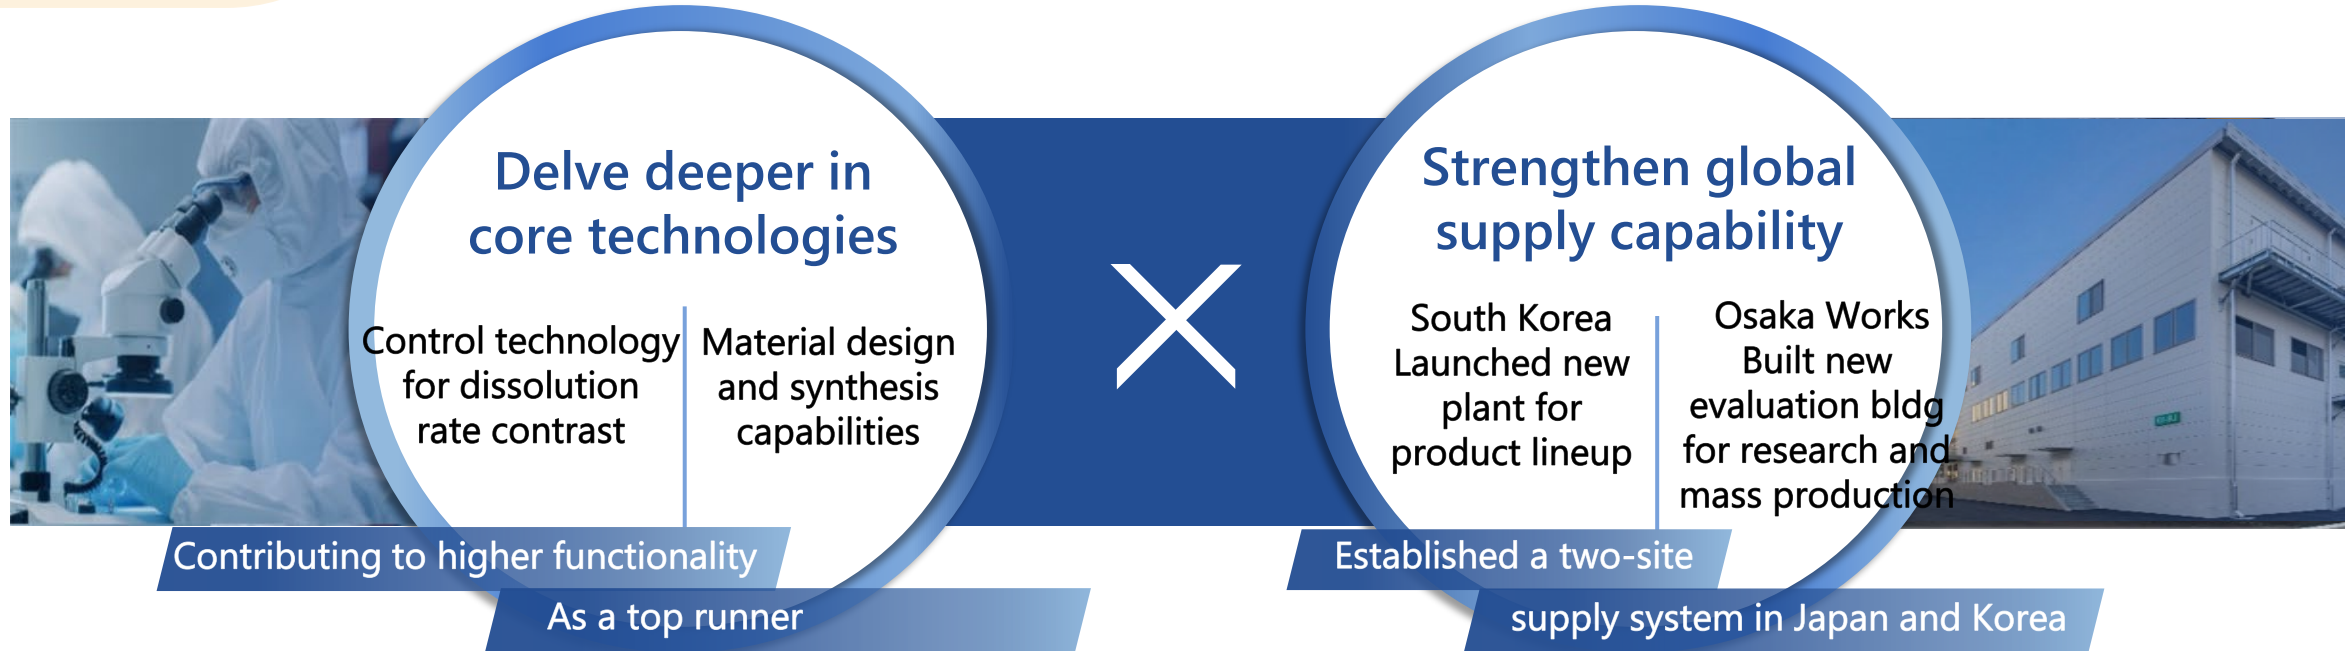 Delve deeper in
core technologies
Control technology
for dissolution
rate contrast
Material design
and synthesis
capabilities
Contributing to higher functionality
As a top runner
Strengthen global
supply capability
South Korea
Launched new
plant for
product lineup
Osaka Works
Built new
evaluation bldg
for research and
mass production
Established a two-site
supply system in Japan and Korea